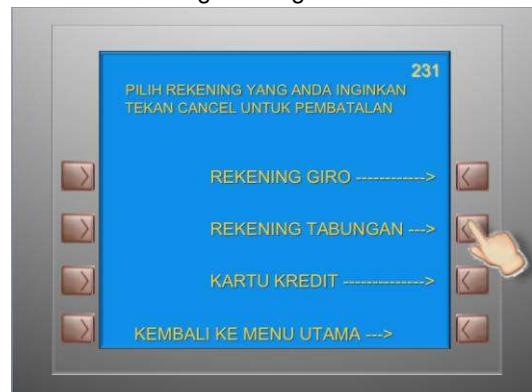 231
PILIH REKENING YANG ANDA INGINKAN
TEKAN CANCEL UNTUK PEMBATALAN
REKENING GIRO ------------>
REKENING TABUNGAN --->
KARTU KREDIT -------------->
KEMBALI KE MENU UTAMA --->